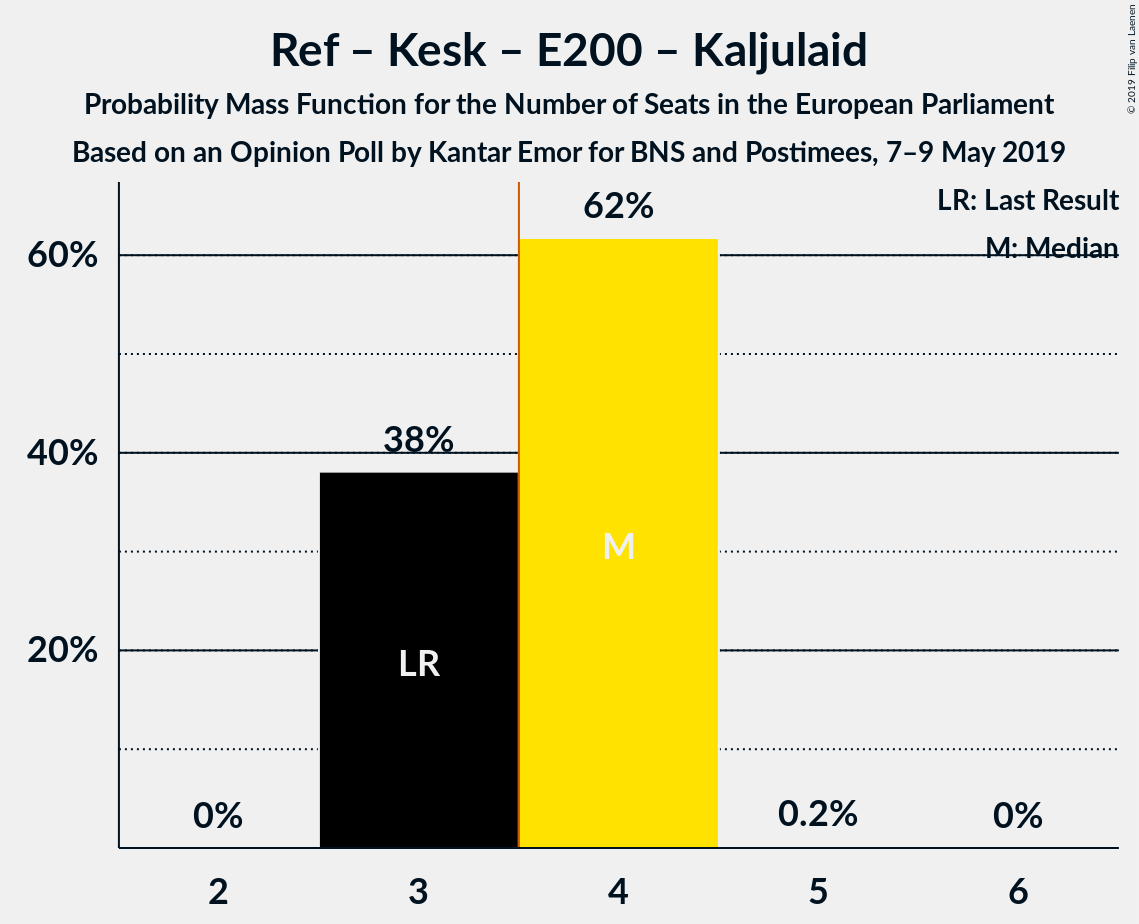 Ref – Kesk – E200 – Kaljulaid
Probability Mass Function for the Number of Seats in the European Parliament
Based on an Opinion Poll by Kantar Emor for BNS and Postimees, 7–9 May 2019
© 2019 Filip van Laenen
LR: Last Result
M: Median
62%
60%
38%
40%
M
LR
20%
0%
0.2%
0%
2 3 4 5 6